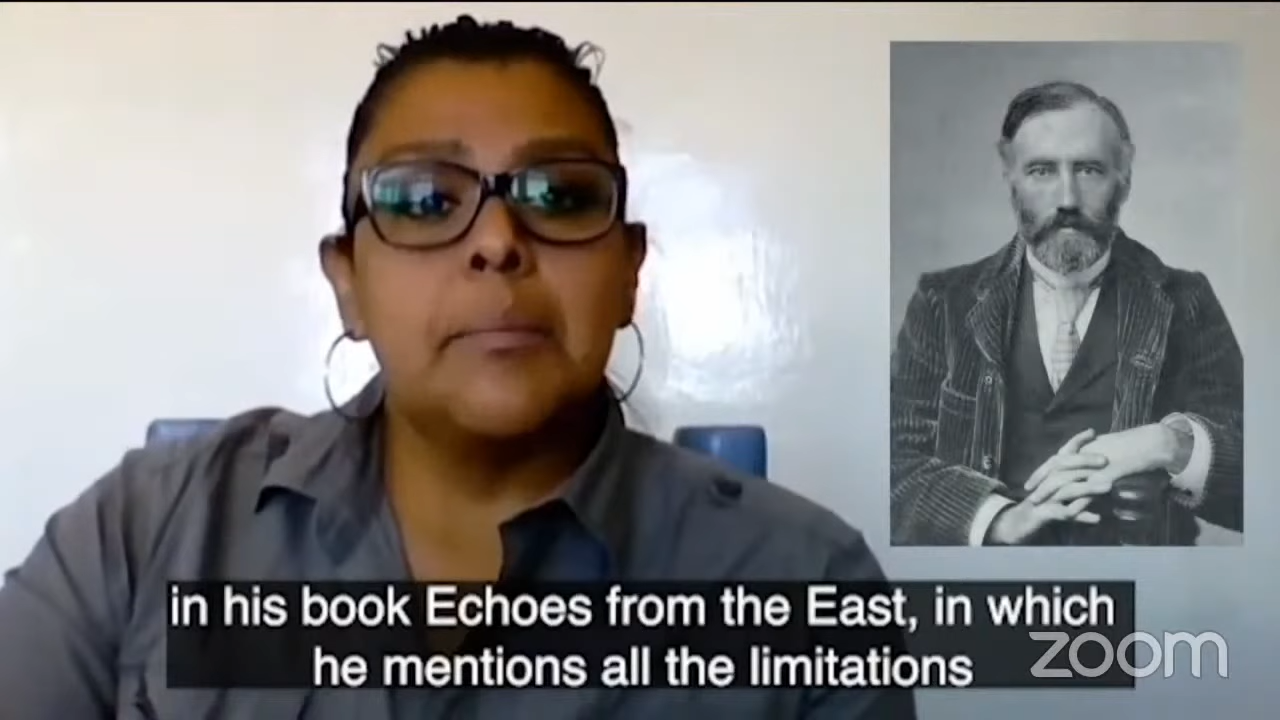 in his book Echoes from the East, in which
he mentions all the limitations
zoom